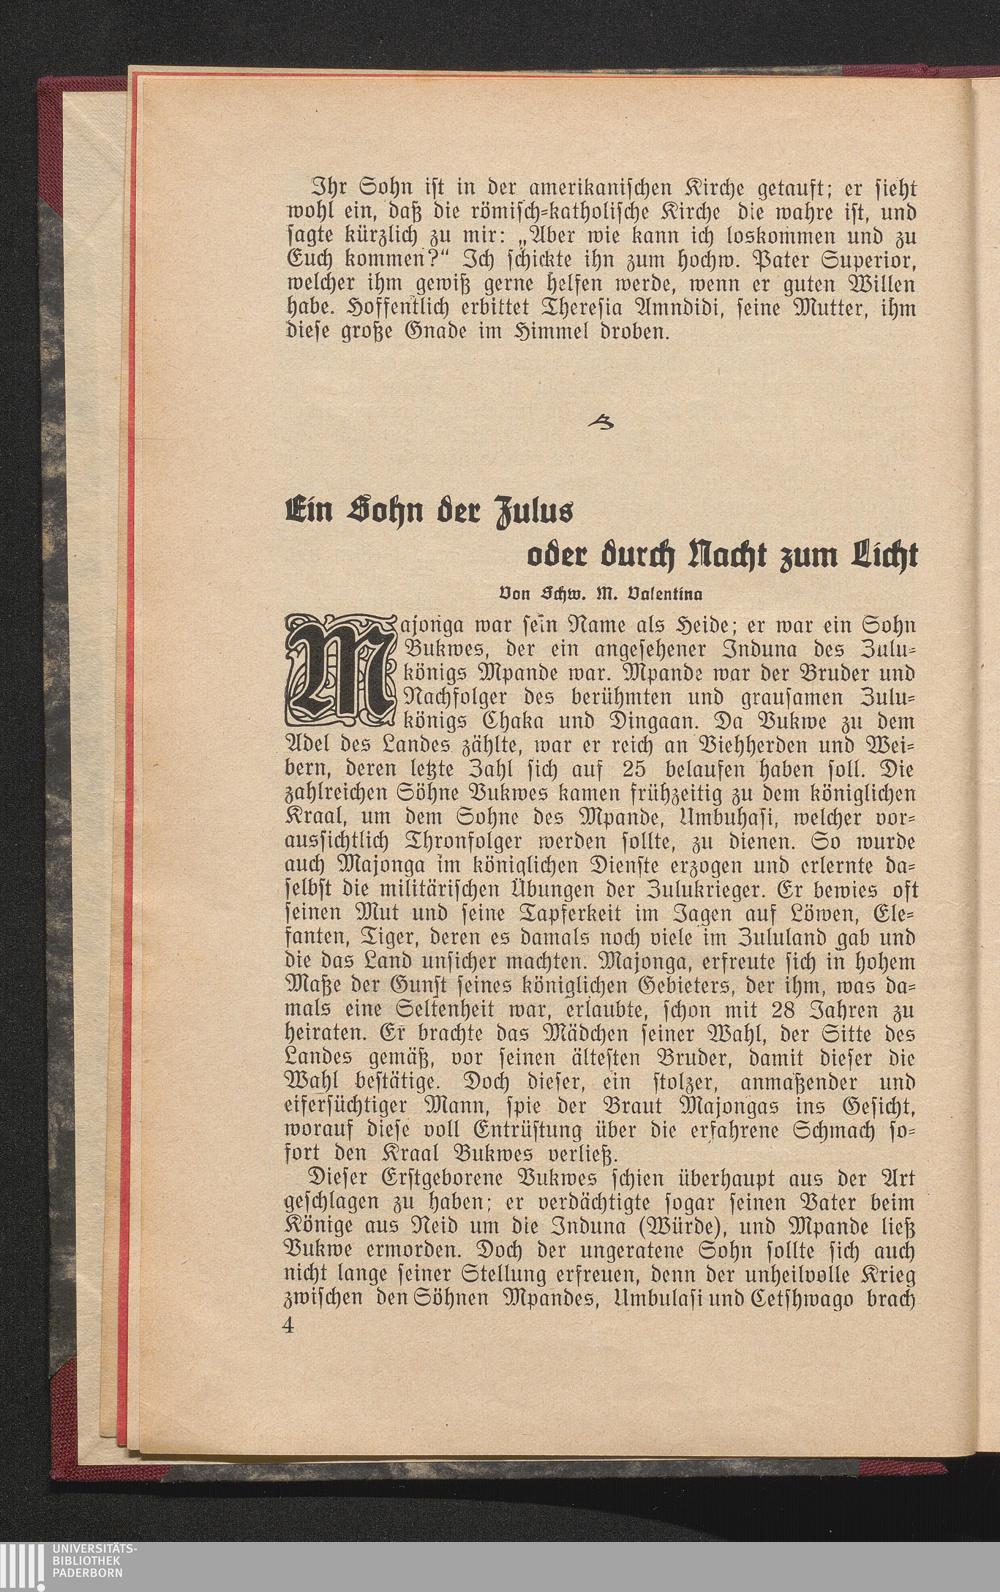 Ihr Sohn ist in der amerikanischen Kirche getauft; er sieht
wohl ein, daß die römisch=katholische Kirche die wahre ist, und
sagte kürzlich zu mir: „Aber wie kann ich loskommen und zu
Euch kommen?“ Ich schickte ihn zum hochw. Pater Superior,
welcher ihm gewiß gerne helfen werde, wenn er guten Willen
habe. Hoffentlich erbittet Theresia Amndidi, seine Mutter, ihm
diese große Gnade im Himmel droben.
Ein Sohn der Zulus
oder durch Nacht zum Licht
Von Schw. M. Valentina
Majonga war sein Name als Heide; er war ein Sohn
Bukwes, der ein angesehener Induna des Zulu=
königs Mpande war. Mpande war der Bruder und
Nachfolger des berühmten und grausamen Zulu=
königs Chaka und Dingaan. Da Bukwe zu dem
Adel des Landes zählte, war er reich an Viehherden und Wei=
bern, deren letzte Zahl sich auf 25 belaufen haben soll. Die
zahlreichen Söhne Bukwes kamen frühzeitig zu dem königlichen
Kraal, um dem Sohne des Mpande, Umbuhasi, welcher vor=
aussichtlich Thronfolger werden sollte, zu dienen. So wurde
auch Majonga im königlichen Dienste erzogen und erlernte da=
selbst die militärischen Übungen der Zulukrieger. Er bewies oft
seinen Mut und seine Tapferkeit im Jagen auf Löwen, Ele=
fanten, Tiger, deren es damals noch viele im Zululand gab und
die das Land unsicher machten. Majonga, erfreute sich in hohem
Maße der Gunst seines königlichen Gebieters, der ihm, was da=
mals eine Seltenheit war, erlaubte, schon mit 28 Jahren zu
heiraten. Er brachte das Mädchen seiner Wahl, der Sitte des
Landes gemäß, vor seinen ältesten Bruder, damit dieser die
Wahl bestätige. Doch dieser, ein stolzer, anmaßender und
eifersüchtiger Mann, spie der Braut Majongas ins Gesicht,
worauf diese voll Entrüstung über die erfahrene Schmach so=
fort den Kraal Bukwes verließ.
Dieser Erstgeborene Bukwes schien überhaupt aus der Art
geschlagen zu haben; er verdächtigte sogar seinen Vater beim
Könige aus Neid um die Induna (Würde), und Mpande ließ
Bukwe ermorden. Doch der ungeratene Sohn sollte sich auch
nicht lange seiner Stellung erfreuen, denn der unheilvolle Krieg
zwischen den Söhnen Mpandes, Umbulasi und Cetshwago brach
4
UNIVERSITÄTS-
BIBLIOTHEK
PADERBORN